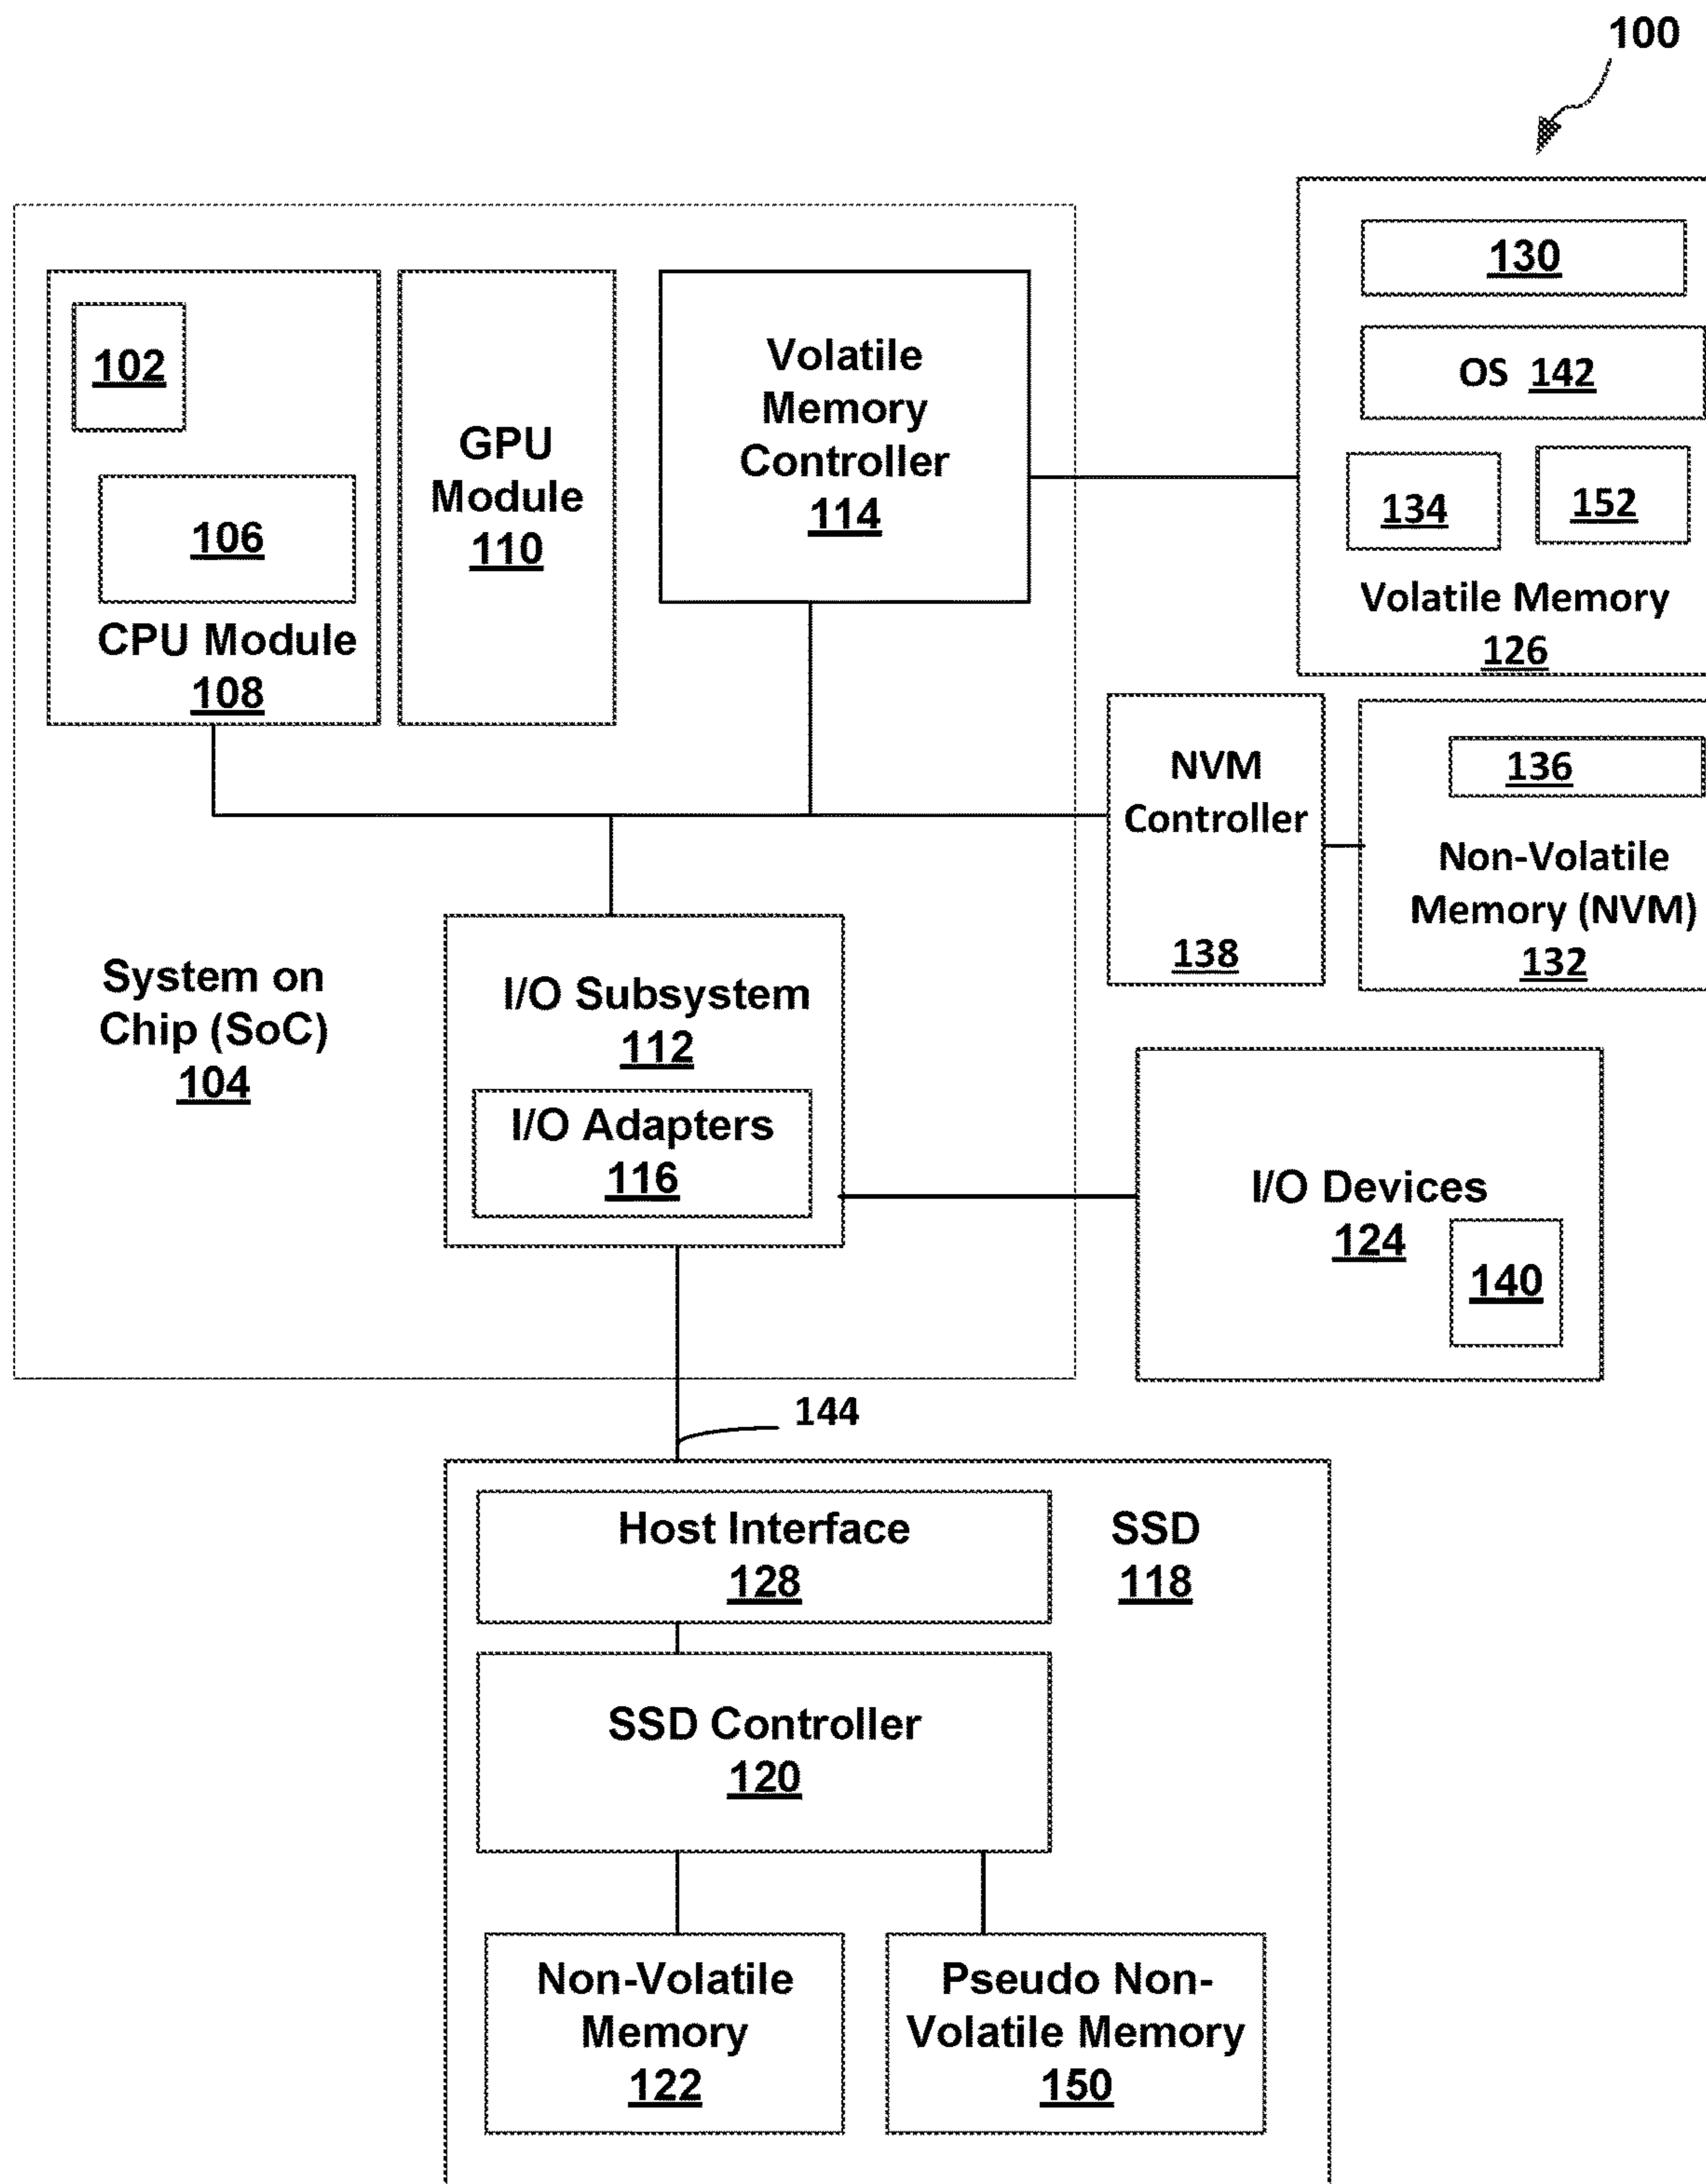 100
102
106
CPU Module
108
GPU
Module
110
Volatile
Memory
Controller
114
130
OS 142
134
152
Volatile Memory
126
NVM
Controller
138
136
Non-Volatile
Memory (NVM)
132
System on
Chip (SoC)
104
I/O Subsystem
112
I/O Adapters
116
I/O Devices
124
140
144
Host Interface
128
SSD
118
SSD Controller
120
Non-Volatile
Memory
122
Pseudo Non-
Volatile Memory
150